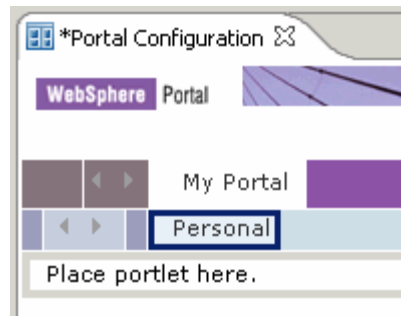 *Portal Configuration
WebSphere Portal
My Portal
Personal
Place portlet here.